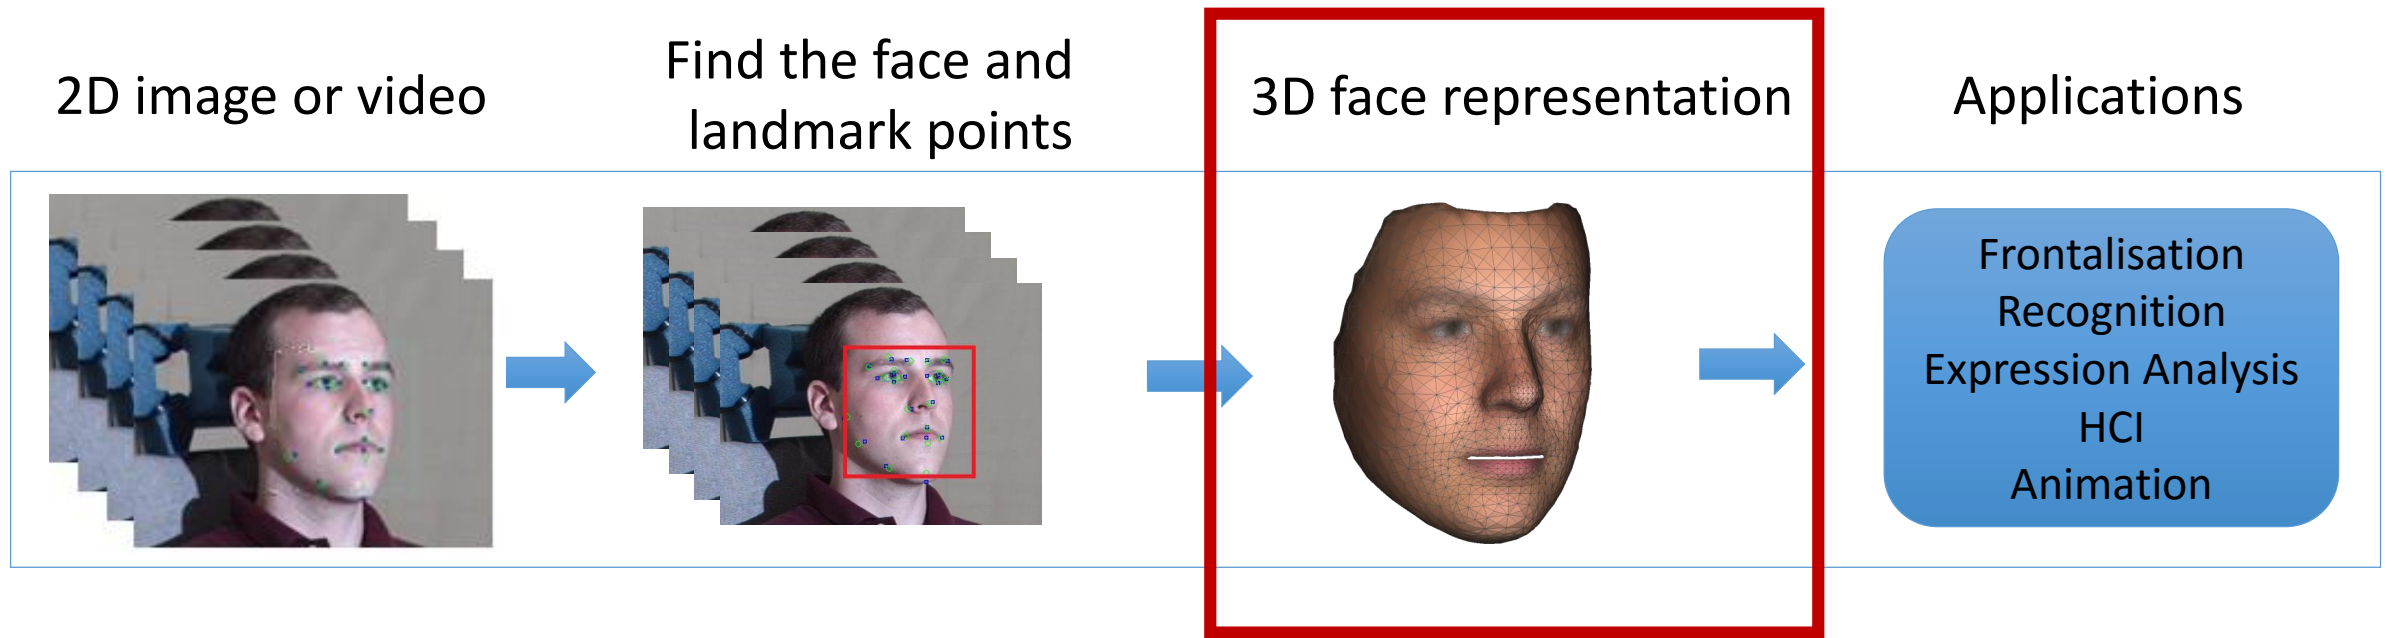 2D image or video
Find the face and
landmark points
3D face representation
Applications
Frontalisation
Recognition
Expression Analysis
HCI
Animation